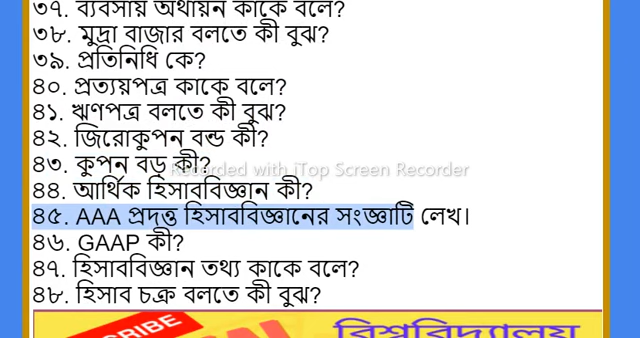 ৩৭. ব্যবসায় অর্থায়ন কাকে বলে?
৩৮. মুদ্রা বাজার বলতে কী বুঝ?
৩৯. প্রতিনিধি কে?
৪০. প্রত্যয়পত্র কাকে বলে?
৪১. ঋণপত্র বলতে কী বুঝ?
৪২. জিরোকুপন বন্ড কী?
৪৩. কুপন বড় কী?
Recorded with iTop Screen Recorder
৪৪. আর্থিক হিসাববিজ্ঞান কী?
৪৫. AAA প্রদত্ত হিসাববিজ্ঞানের সংজ্ঞাটি লেখ।
৪৬. GAAP কী?
৪৭. হিসাববিজ্ঞান তথ্য কাকে বলে?
৪৮. হিসাব চক্র বলতে কী বুঝ?
বিশ্ববিদ্যালয়